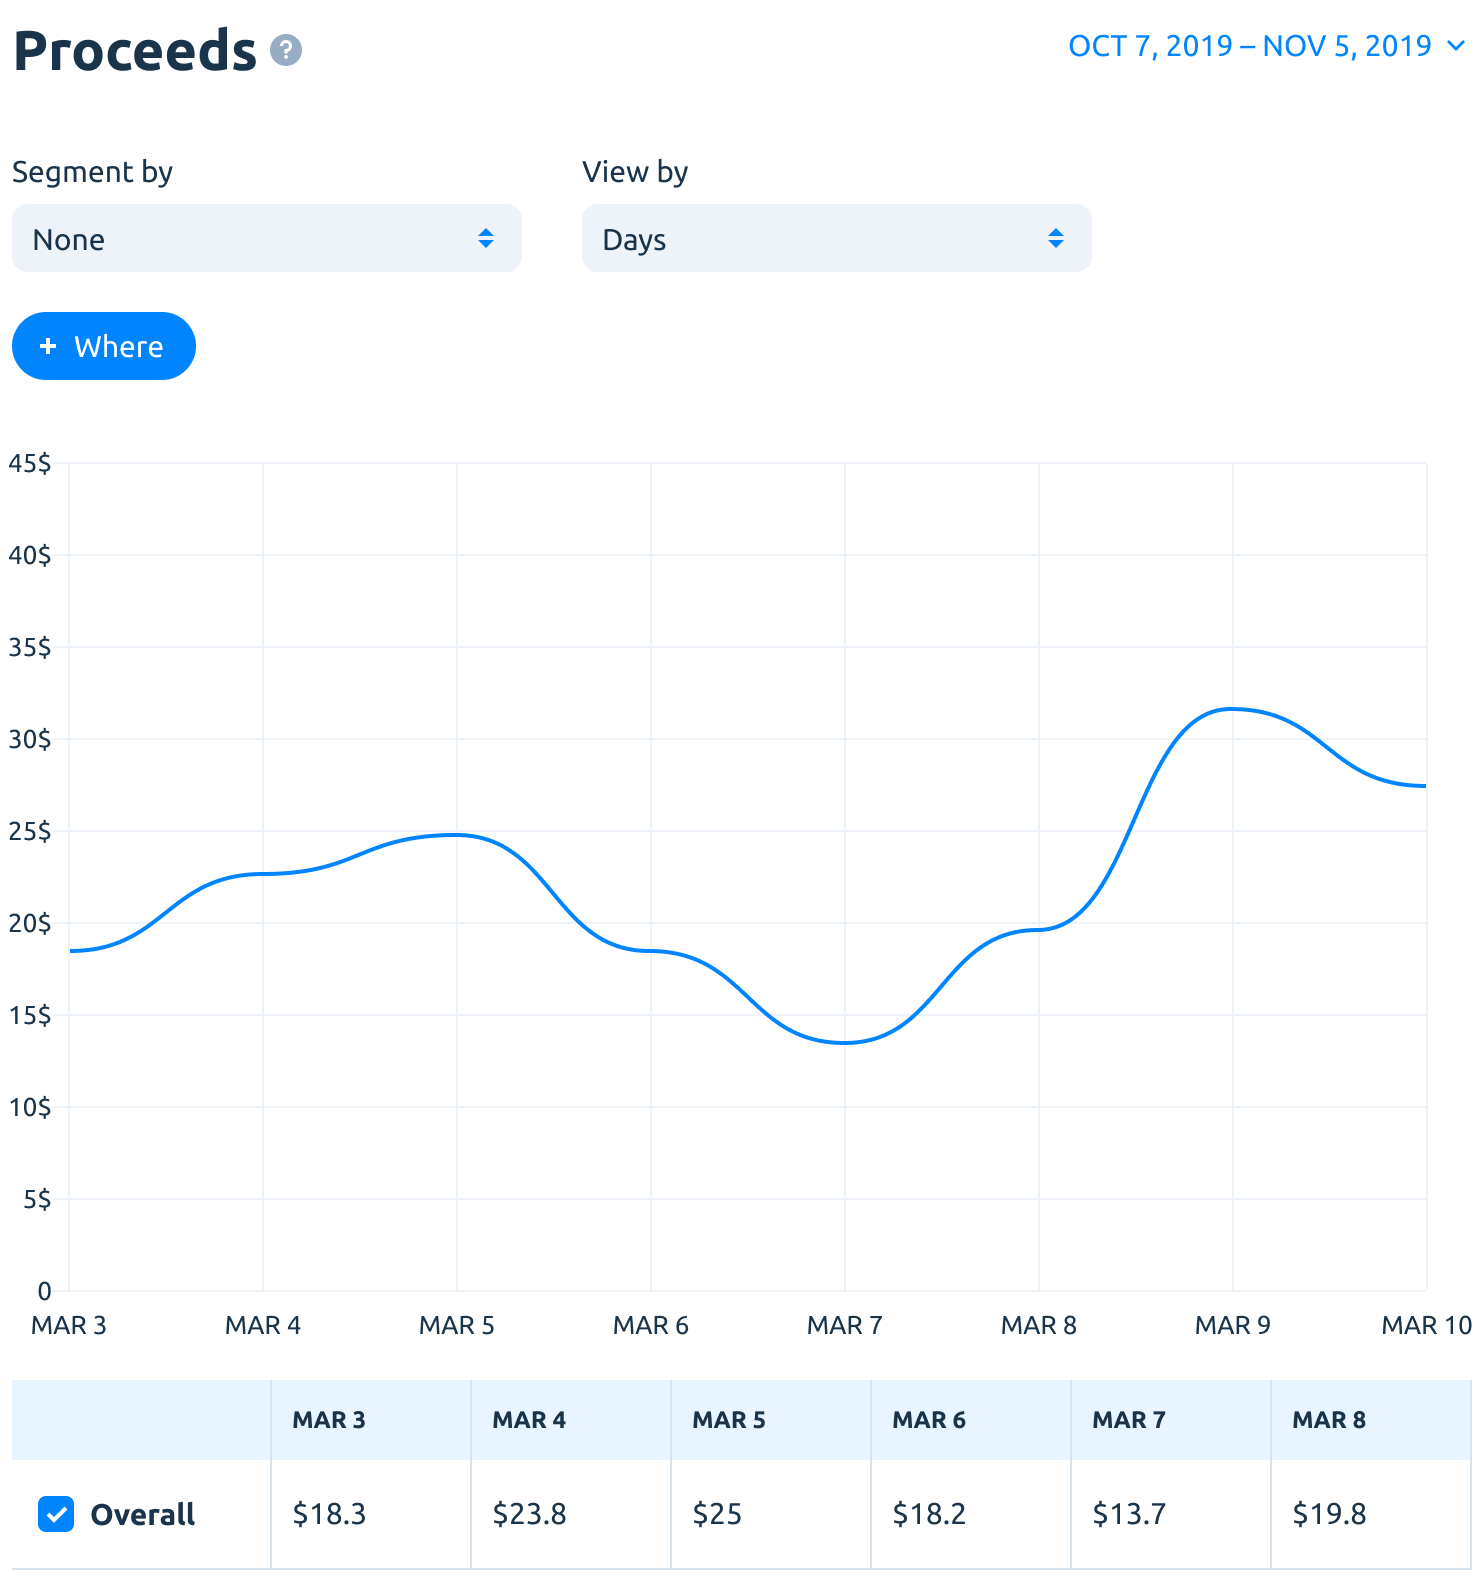 Proceeds ?
OCT 7, 2019 – NOV 5, 2019
Segment by
View by
None
Days
+ Where
45$
40$
35$
30$
25$
20$
15$
10$
5$
0
MAR 3 MAR 4 MAR 5 MAR 6 MAR 7 MAR 8 MAR 9 MAR 10
MAR 3 MAR 4 MAR 5 MAR 6 MAR 7 MAR 8
Overall $18.3 $23.8 $25 $18.2 $13.7 $19.8